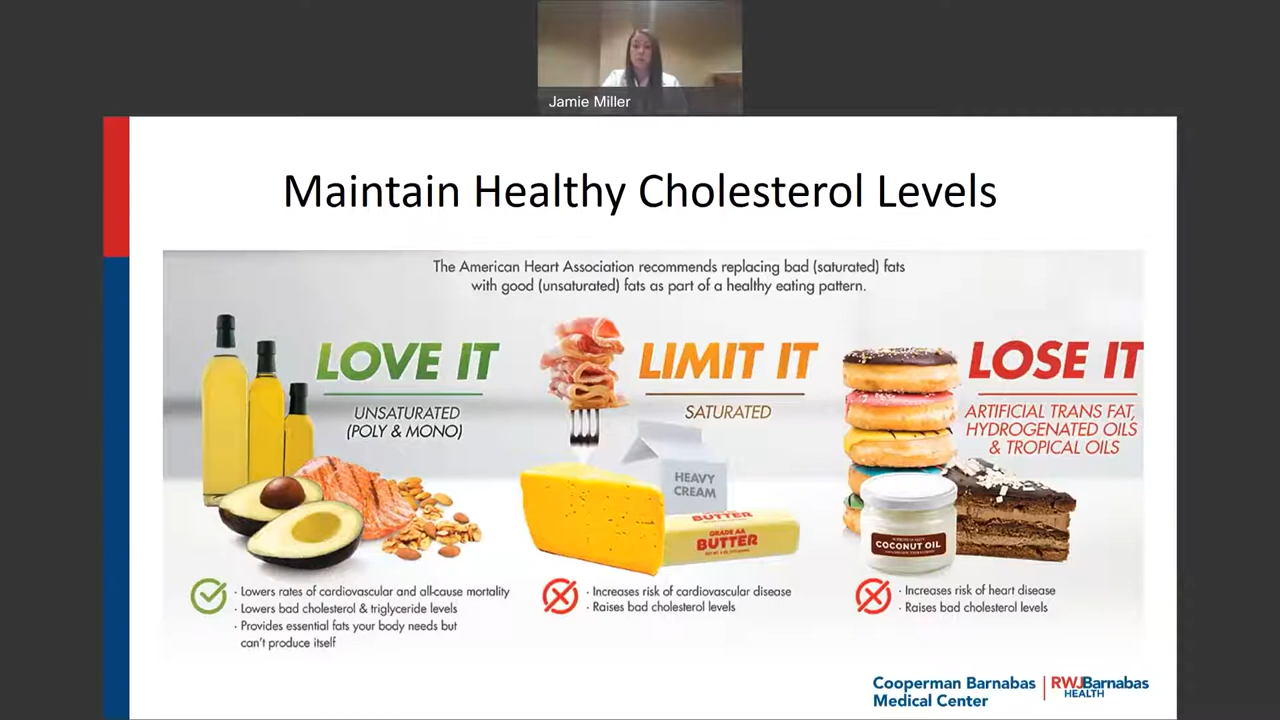 Jamie Miller
Maintain Healthy Cholesterol Levels
The American Heart Association recommends replacing bad (saturated) fats
with good (unsaturated) fats as part of a healthy eating pattern.
LOVE IT
UNSATURATED
(POLY & MONO)
· Lowers rates of cardiovascular and all-cause mortality
· Lowers bad cholesterol & triglyceride levels
· Provides essential fats your body needs but
can't produce itself
LIMIT IT
SATURATED
HEAVY
CREAM
BUTTER
GRADE AA
BUTTER
· Increases risk of cardiovascular disease
· Raises bad cholesterol levels
LOSE IT
ARTIFICIAL TRANS FAT,
HYDROGENATED OILS
& TROPICAL OILS
COCONUT OIL
· Increases risk of heart disease
· Raises bad cholesterol levels
Cooperman Barnabas
Medical Center
RWJBarnabas
HEALTH